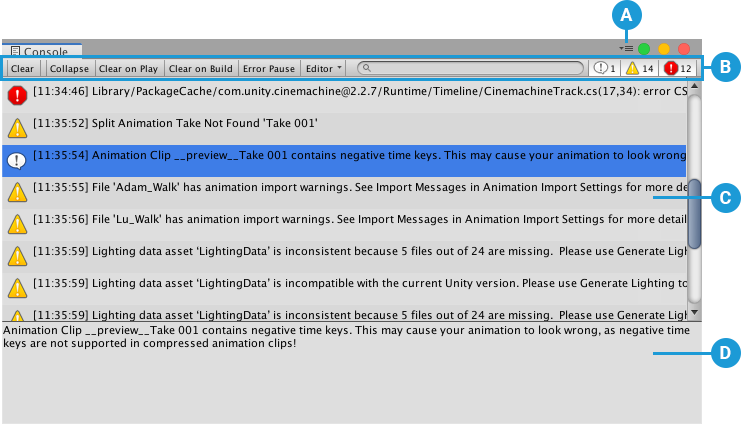 A
Console
Clear Collapse Clear on Play Clear on Build Error Pause Editor 1 14 12
B
[11:34:46] Library/PackageCache/com.unity.cinemachine@2.2.7/Runtime/Timeline/CinemachineTrack.cs(17,34): error CS
[11:35:52] Split Animation Take Not Found 'Take 001'
[11:35:54] Animation Clip __preview__Take 001 contains negative time keys. This may cause your animation to look wrong
[11:35:55] File 'Adam_Walk' has animation import warnings. See Import Messages in Animation Import Settings for more de
C
[11:35:56] File 'Lu_Walk' has animation import warnings. See Import Messages in Animation Import Settings for more detail
[11:35:59] Lighting data asset ‘LightingData’ is inconsistent because 5 files out of 24 are missing.  Please use Generate Ligh
[11:35:59] Lighting data asset ‘LightingData’ is incompatible with the current Unity version. Please use Generate Lighting to
[11:35:59] Lighting data asset ‘LightingData’ is inconsistent because 5 files out of 24 are missing.  Please use Generate Ligh
Animation Clip __preview__Take 001 contains negative time keys. This may cause your animation to look wrong, as negative time
keys are not supported in compressed animation clips!
D